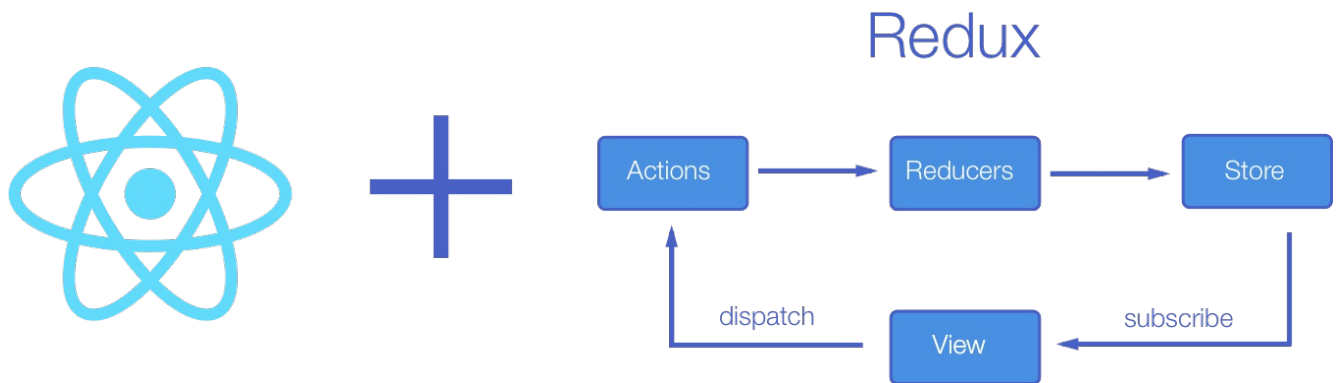 Redux
Actions
Reducers
Store
dispatch
subscribe
View